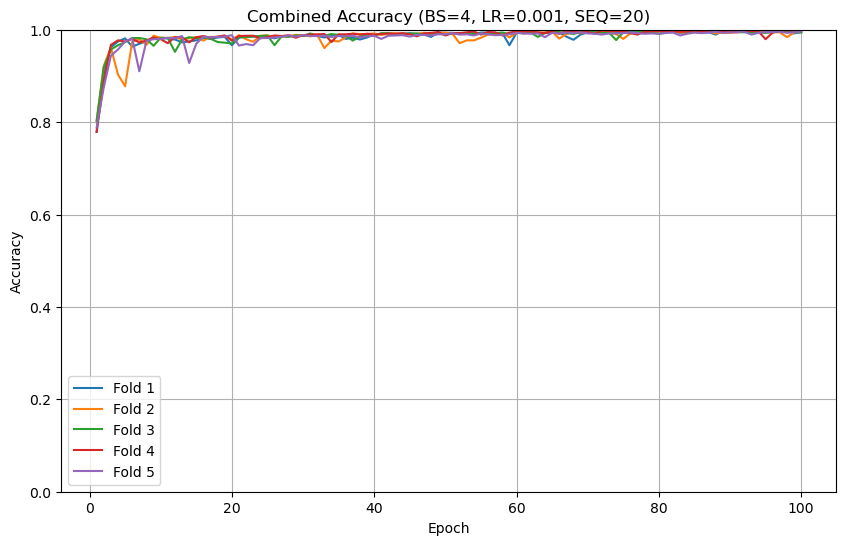 Combined Accuracy (BS=4, LR=0.001, SEQ=20)
1.0
0.8
0.6
0.4
0.2
0.0
Accuracy
Fold 1
Fold 2
Fold 3
Fold 4
Fold 5
0 20 40 60 80 100
Epoch